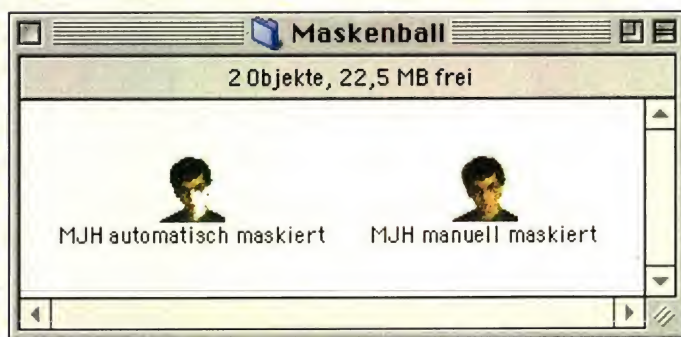 Maskenball
2 Objekte, 22,5 MB frei
MJH automatisch maskiert
MJH manuell maskiert